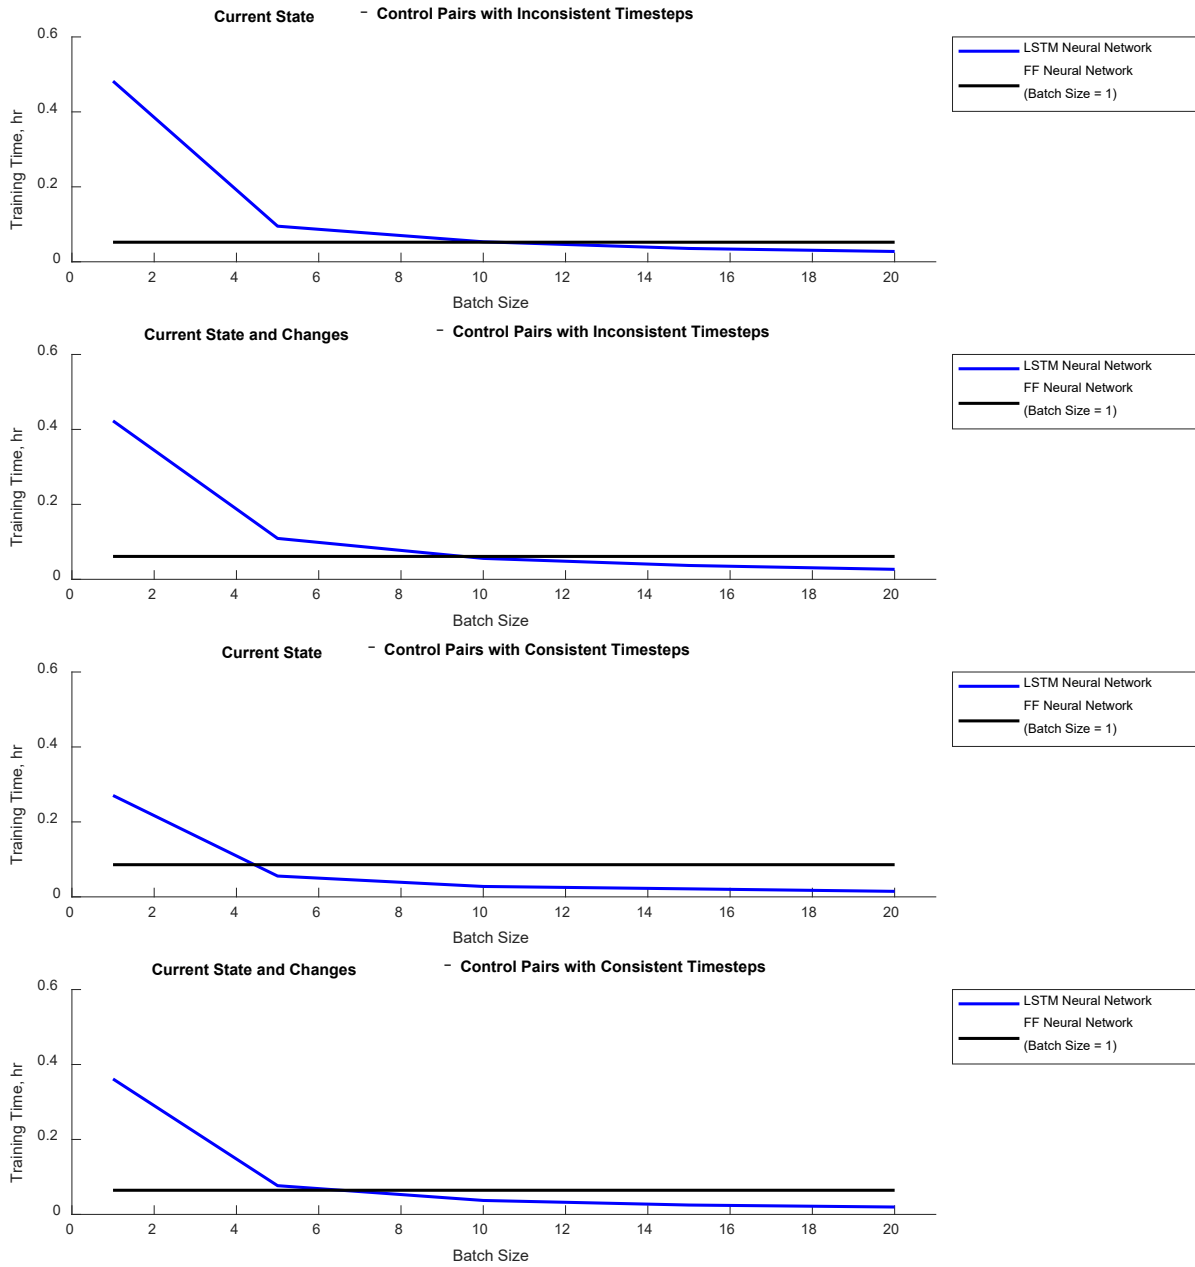 Current State – Control Pairs with Inconsistent Timesteps
0.6
0.4
0.2
0
Training Time, hr
0 2 4 6 8 10 12 14 16 18 20
Batch Size
LSTM Neural Network
FF Neural Network
(Batch Size = 1)
Current State and Changes – Control Pairs with Inconsistent Timesteps
0.6
0.4
0.2
0
Training Time, hr
0 2 4 6 8 10 12 14 16 18 20
Batch Size
LSTM Neural Network
FF Neural Network
(Batch Size = 1)
Current State – Control Pairs with Consistent Timesteps
0.6
0.4
0.2
0
Training Time, hr
0 2 4 6 8 10 12 14 16 18 20
Batch Size
LSTM Neural Network
FF Neural Network
(Batch Size = 1)
Current State and Changes – Control Pairs with Consistent Timesteps
0.6
0.4
0.2
0
Training Time, hr
0 2 4 6 8 10 12 14 16 18 20
Batch Size
LSTM Neural Network
FF Neural Network
(Batch Size = 1)